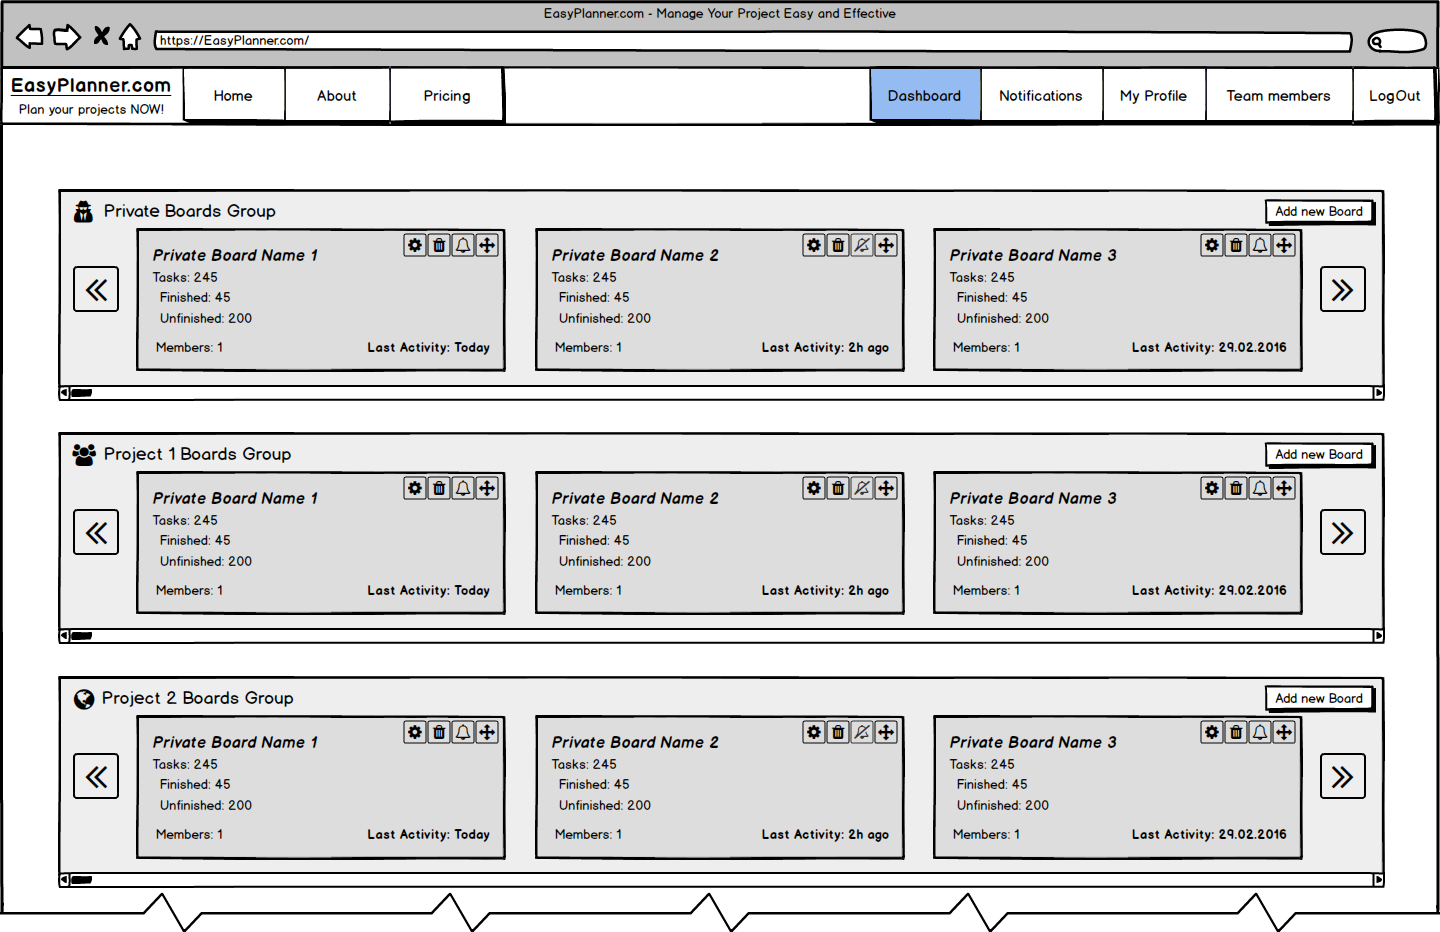 EasyPlanner.com - Manage Your Project Easy and Effective
https://EasyPlanner.com/
EasyPlanner.com
Plan your projects NOW!
Home
About
Pricing
Dashboard
Notifications
My Profile
Team members
LogOut
Private Boards Group
Add new Board
Private Board Name 1
Tasks: 245
Finished: 45
Unfinished: 200
Members: 1
Last Activity: Today
Private Board Name 2
Tasks: 245
Finished: 45
Unfinished: 200
Members: 1
Last Activity: 2h ago
Private Board Name 3
Tasks: 245
Finished: 45
Unfinished: 200
Members: 1
Last Activity: 29.02.2016
Project 1 Boards Group
Add new Board
Private Board Name 1
Tasks: 245
Finished: 45
Unfinished: 200
Members: 1
Last Activity: Today
Private Board Name 2
Tasks: 245
Finished: 45
Unfinished: 200
Members: 1
Last Activity: 2h ago
Private Board Name 3
Tasks: 245
Finished: 45
Unfinished: 200
Members: 1
Last Activity: 29.02.2016
Project 2 Boards Group
Add new Board
Private Board Name 1
Tasks: 245
Finished: 45
Unfinished: 200
Members: 1
Last Activity: Today
Private Board Name 2
Tasks: 245
Finished: 45
Unfinished: 200
Members: 1
Last Activity: 2h ago
Private Board Name 3
Tasks: 245
Finished: 45
Unfinished: 200
Members: 1
Last Activity: 29.02.2016